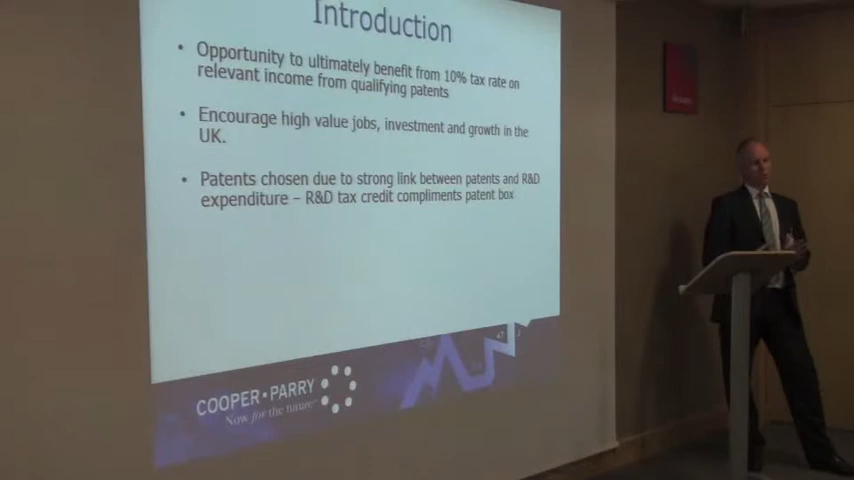 Introduction
• Opportunity to ultimately benefit from 10% tax rate on
relevant income from qualifying patents
• Encourage high value jobs, investment and growth in the
UK.
• Patents chosen due to strong link between patents and R&D
expenditure – R&D tax credit compliments patent box
COOPER•PARRY
Now for the future